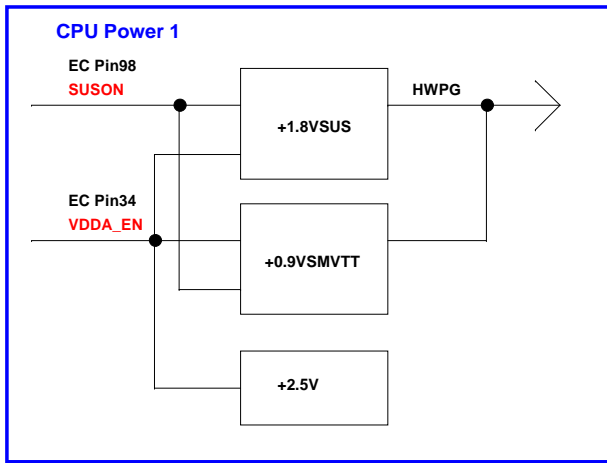 CPU Power 1
EC Pin98
SUSON
HWPG
+1.8VSUS
EC Pin34
VDDA_EN
+0.9VSMVTT
+2.5V